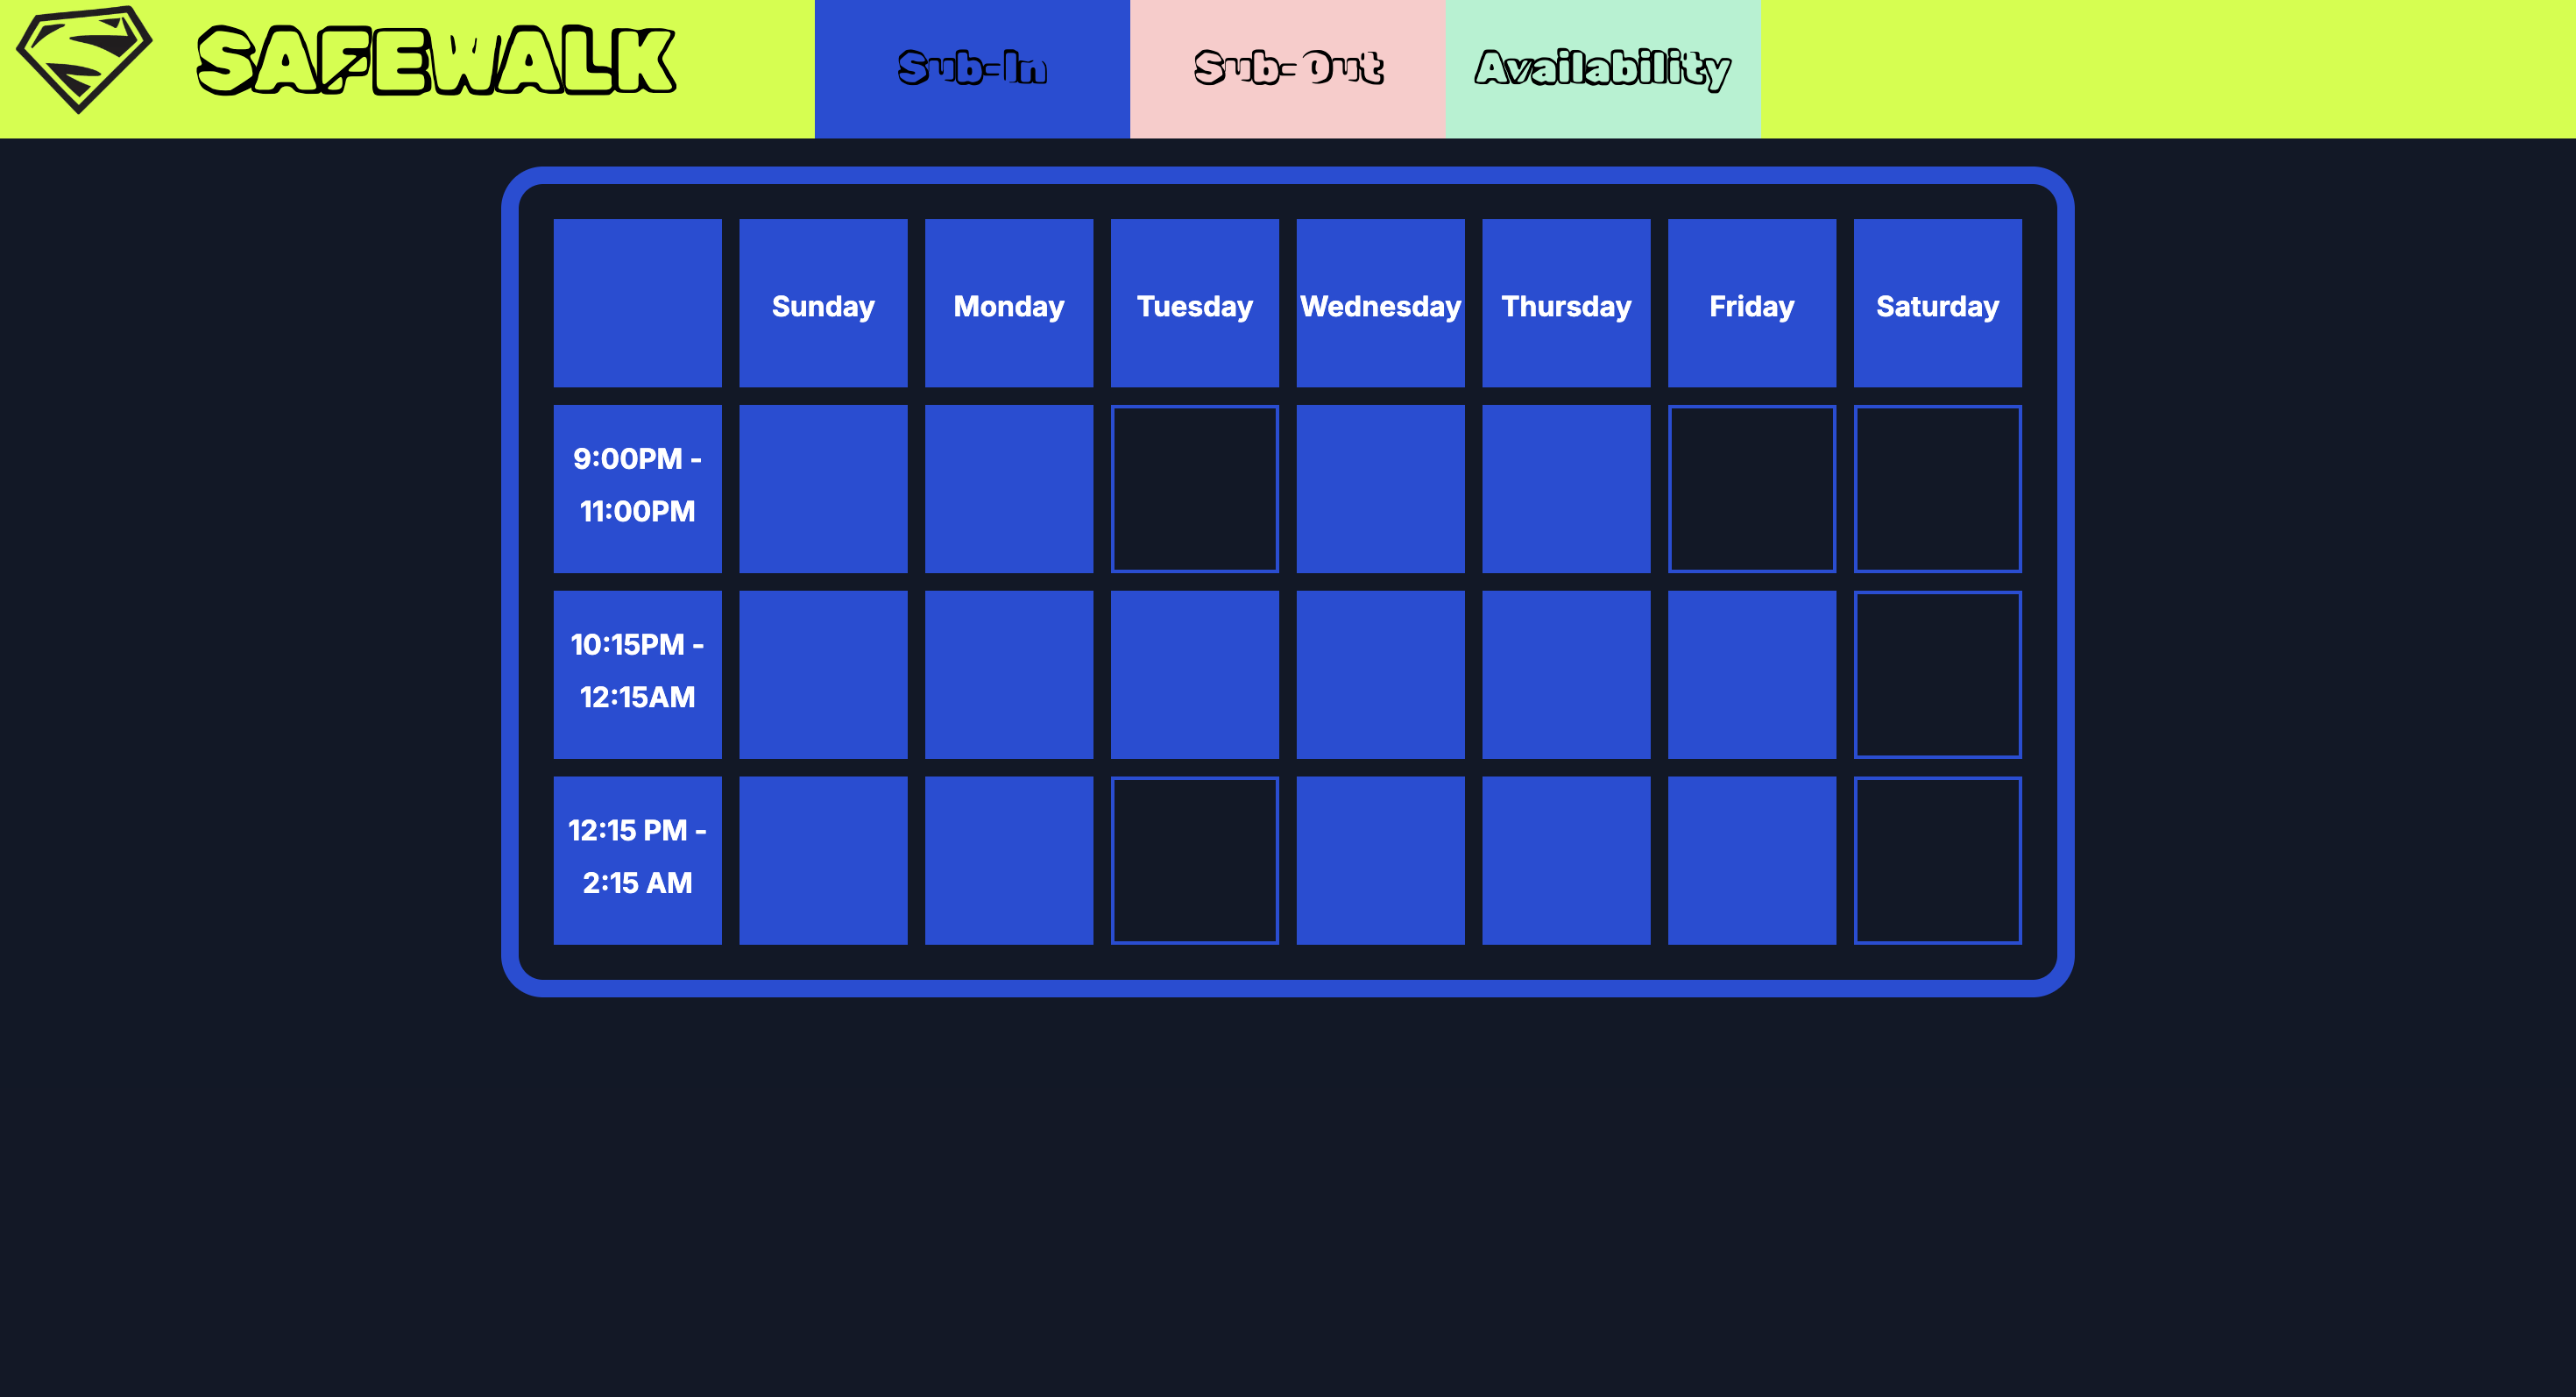 SAFEWALK
Sub-In
Sub-Out
Availability
Sunday
Monday
Tuesday
Wednesday
Thursday
Friday
Saturday
9:00PM -
11:00PM
10:15PM -
12:15AM
12:15 PM -
2:15 AM